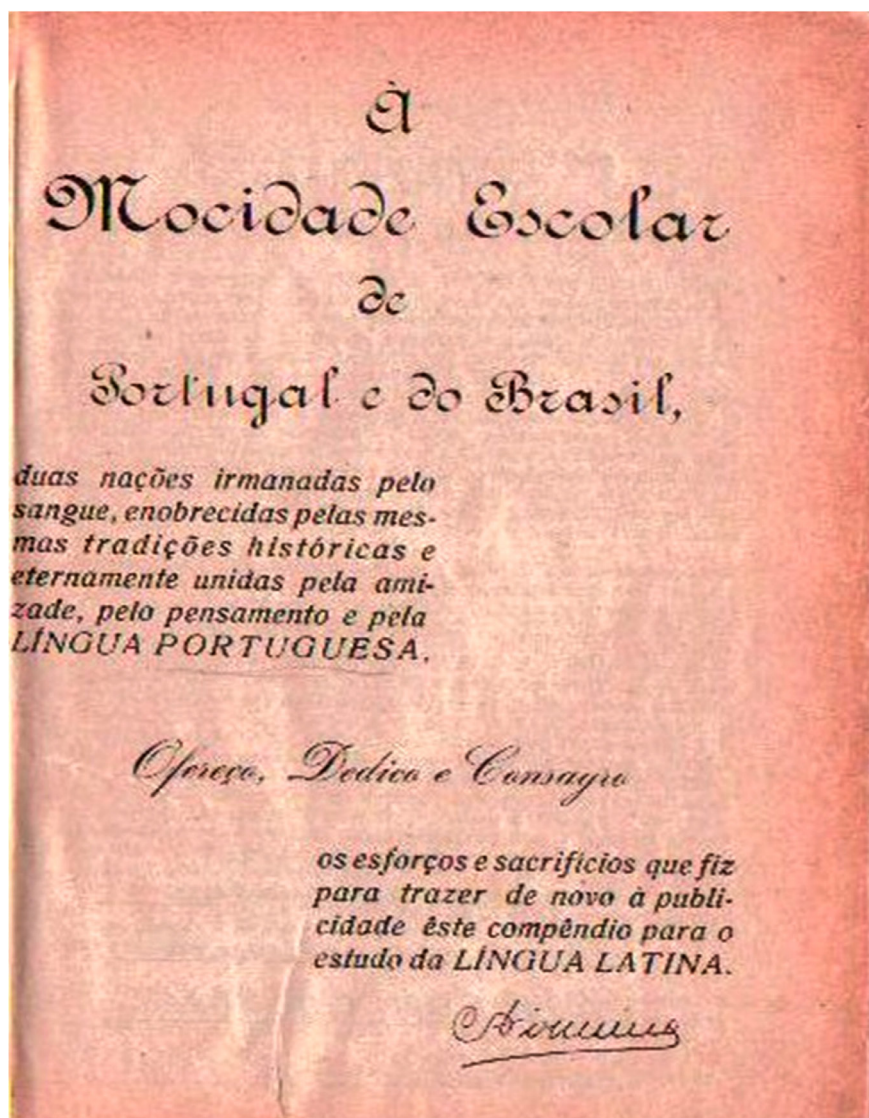 À
Mocidade Escolar
de
Portugal e do Brasil,
duas nações irmanadas pelo
sangue, enobrecidas pelas mes-
mas tradições históricas e
eternamente unidas pela ami-
zade, pelo pensamento e pela
LÍNGUA PORTUGUESA.
Ofereço, Dedico e Consagro
os esforços e sacrifícios que fiz
para trazer de novo à publi-
cidade êste compêndio para o
estudo da LÍNGUA LATINA.